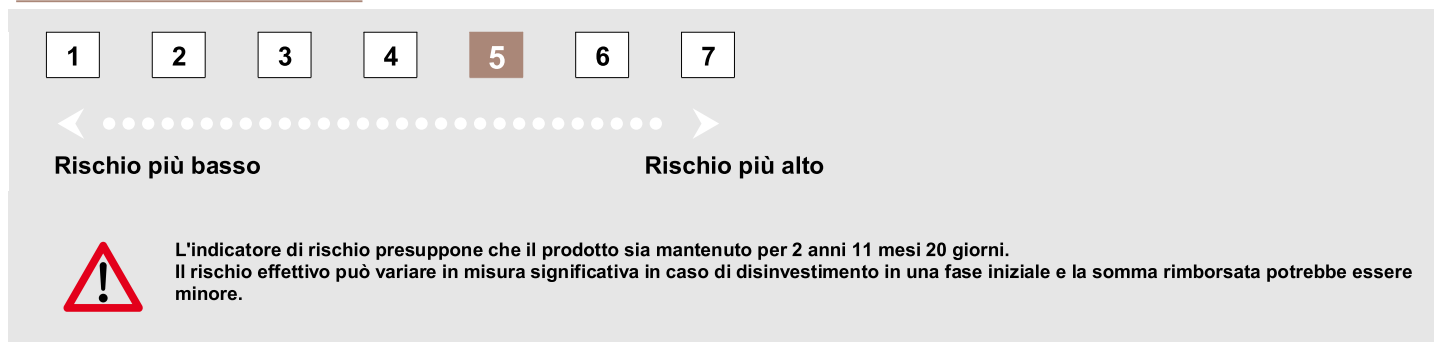 1 2 3 4 5 6 7
Rischio più basso Rischio più alto
L'indicatore di rischio presuppone che il prodotto sia mantenuto per 2 anni 11 mesi 20 giorni.
Il rischio effettivo può variare in misura significativa in caso di disinvestimento in una fase iniziale e la somma rimborsata potrebbe essere
minore.